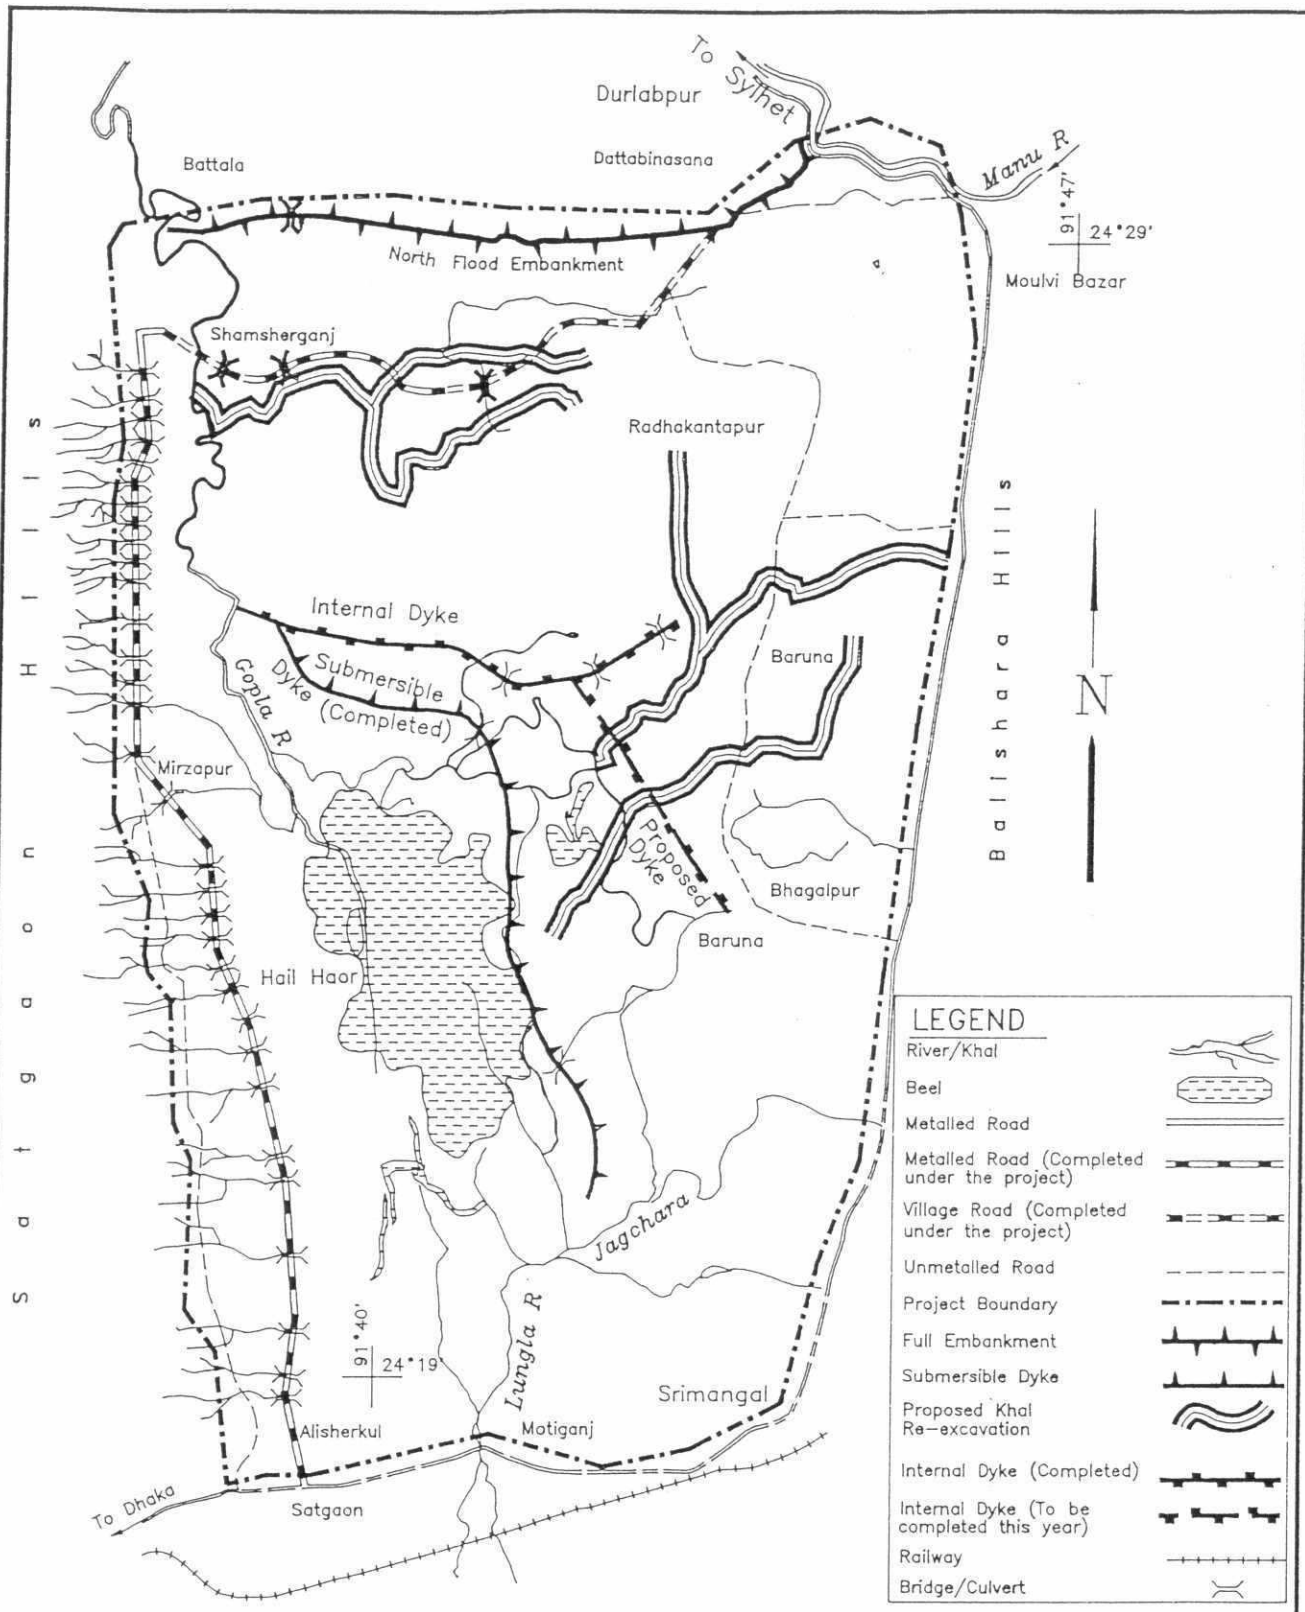 To
Sylhet
Durlabpur
Dattabinasana
Battala
Manu R
91°47'
24°29'
Moulvi Bazar
North Flood Embankment
Shamsherganj
Radhakantapur
Satgaon Hills
Balishara Hills
Internal Dyke
Submersible
Dyke (Completed)
Gopla R
Baruna
N
Mirzapur
Proposed
Dyke
Bhagalpur
Baruna
Hail Haor
Jagchara
Lungla R
91°40'
24°19'
Srimangal
Alisherkul
Motiganj
Satgaon
To Dhaka
LEGEND
River/Khal
Beel
Metalled Road
Metalled Road (Completed
under the project)
Village Road (Completed
under the project)
Unmetalled Road
Project Boundary
Full Embankment
Submersible Dyke
Proposed Khal
Re-excavation
Internal Dyke (Completed)
Internal Dyke (To be
completed this year)
Railway
Bridge/Culvert